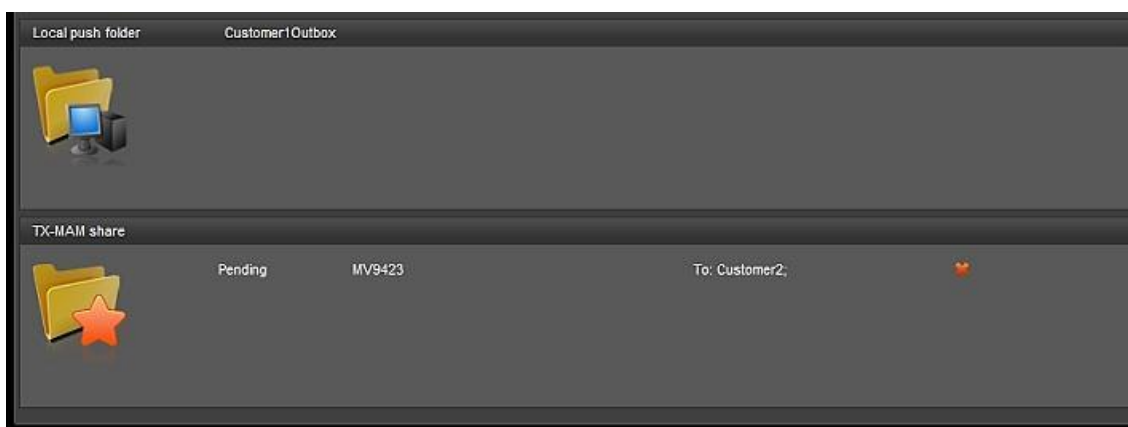 Local push folder Customer1Outbox
TX-MAM share
Pending MV9423 To: Customer2;